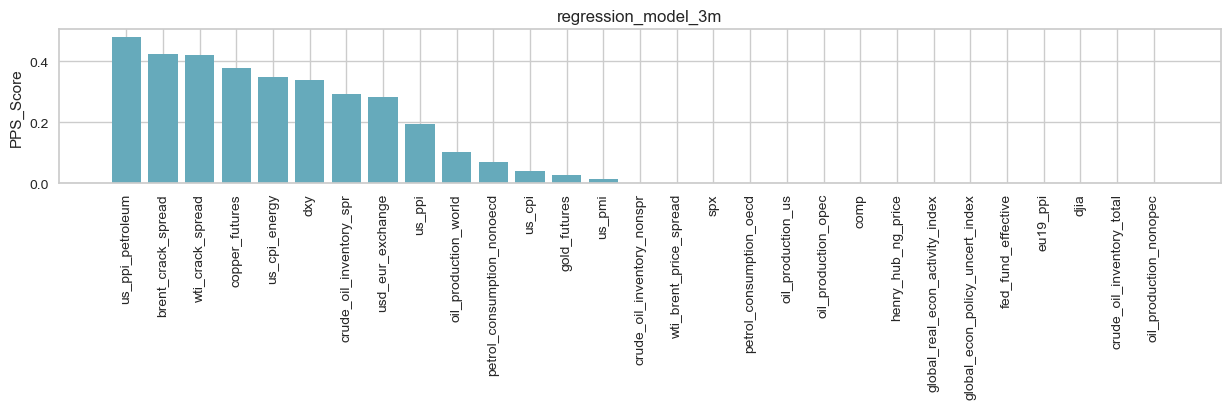 regression_model_3m
PPS_Score
0.4
0.2
0.0
us_ppi_petroleum
brent_crack_spread
wti_crack_spread
copper_futures
us_cpi_energy
dxy
crude_oil_inventory_spr
usd_eur_exchange
us_ppi
oil_production_world
petrol_consumption_nonoecd
us_cpi
gold_futures
us_pmi
crude_oil_inventory_nonspr
wti_brent_price_spread
spx
petrol_consumption_oecd
oil_production_us
oil_production_opec
comp
henry_hub_ng_price
global_real_econ_activity_index
global_econ_policy_uncert_index
fed_fund_effective
eu19_ppi
djia
crude_oil_inventory_total
oil_production_nonopec